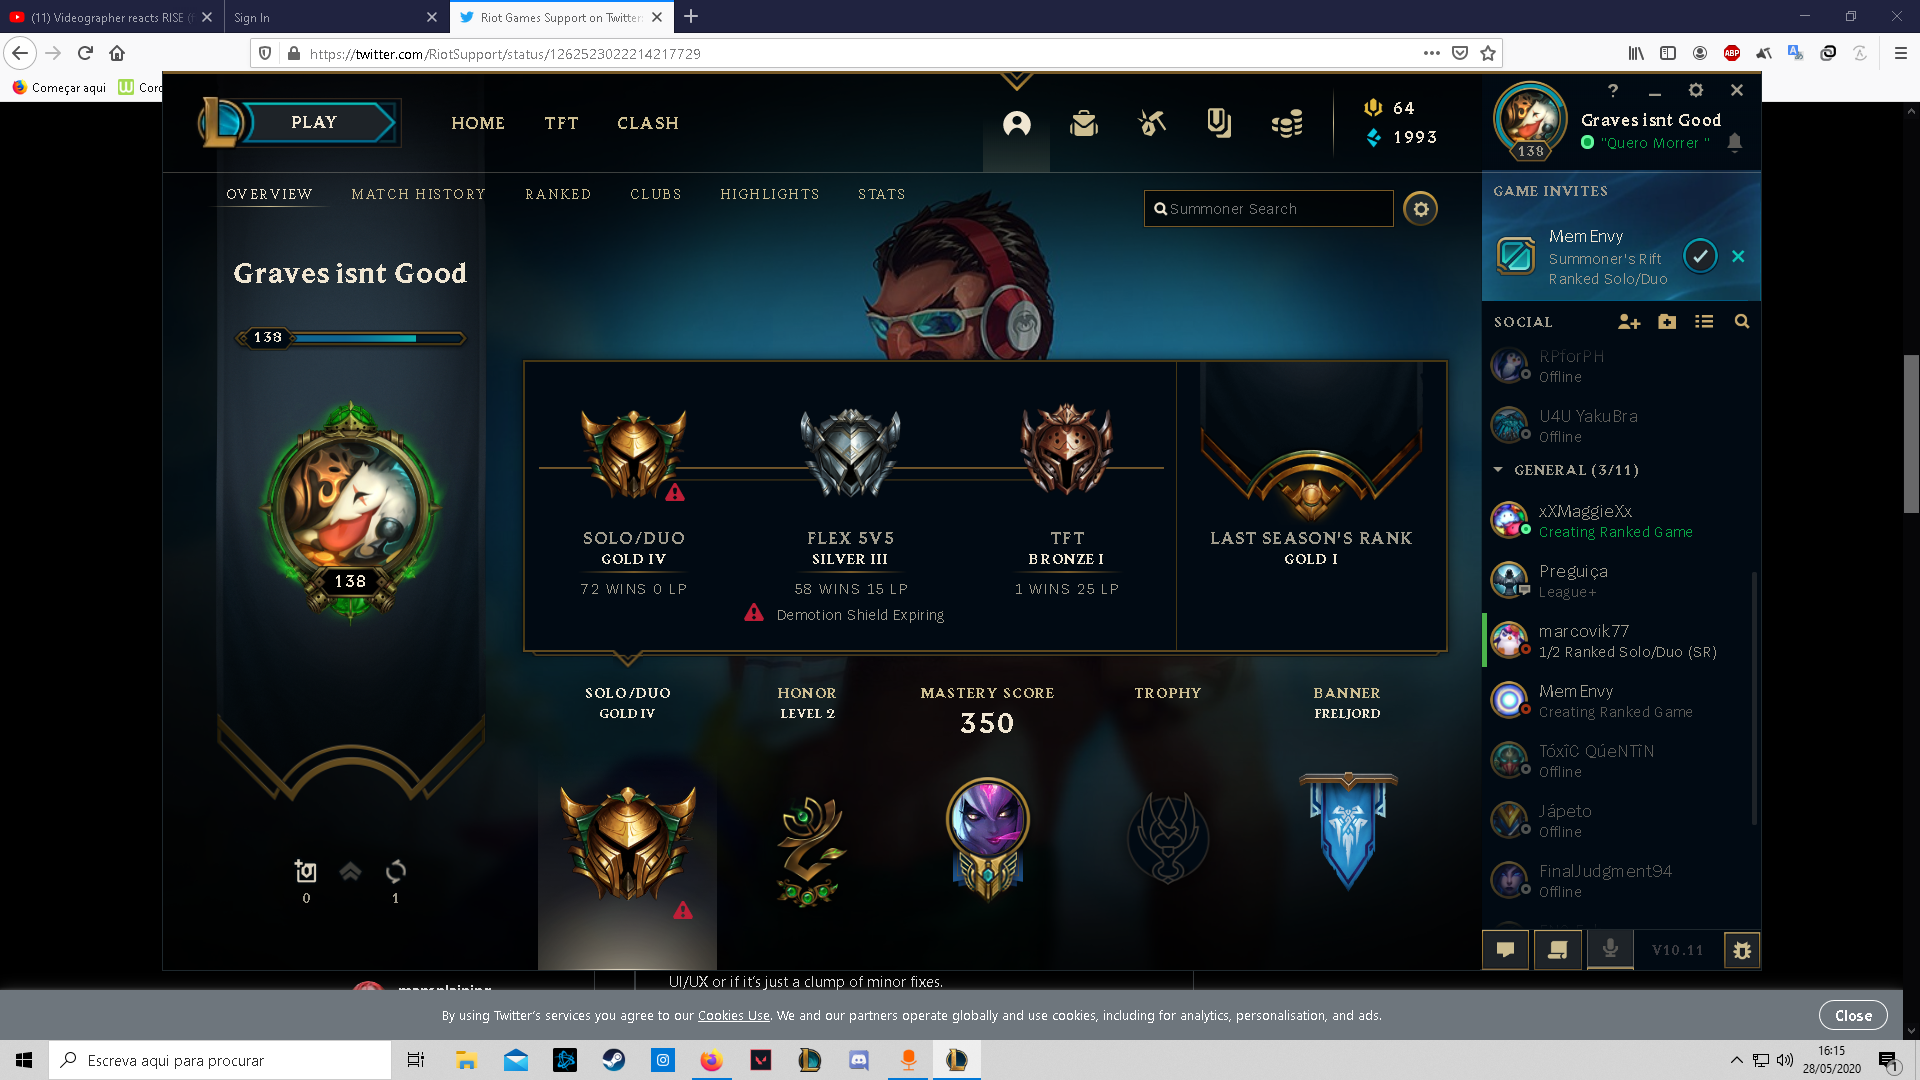 (11) Videographer reacts RISE (f
Sign In
Riot Games Support on Twitter
https://twitter.com/RiotSupport/status/1262523022214217729
Começar aqui
Coro
PLAY
HOME
TFT
CLASH
64
1993
?
Graves isnt Good
"Quero Morrer "
138
OVERVIEW
MATCH HISTORY
RANKED
CLUBS
HIGHLIGHTS
STATS
Summoner Search
GAME INVITES
Mem Envy
Summoner's Rift
Ranked Solo/Duo
Graves isnt Good
138
138
0
1
SOLO/DUO
GOLD IV
72 WINS 0 LP
FLEX 5V5
SILVER III
58 WINS 15 LP
Demotion Shield Expiring
TFT
BRONZE I
1 WINS 25 LP
LAST SEASON'S RANK
GOLD I
SOLO/DUO
GOLD IV
HONOR
LEVEL 2
MASTERY SCORE
350
TROPHY
BANNER
FRELJORD
SOCIAL
RPforPH
Offline
U4U YakuBra
Offline
GENERAL (3/11)
xXMaggieXx
Creating Ranked Game
Preguiça
League+
marcovik77
1/2 Ranked Solo/Duo (SR)
Mem Envy
Creating Ranked Game
TóxîC QúeNTîN
Offline
Jápeto
Offline
FinalJudgment94
Offline
V10.11
UI/UX or if it's just a clump of minor fixes.
mansplaining
By using Twitter's services you agree to our Cookies Use. We and our partners operate globally and use cookies, including for analytics, personalisation, and ads.
Close
Escreva aqui para procurar
16:15
28/05/2020
1